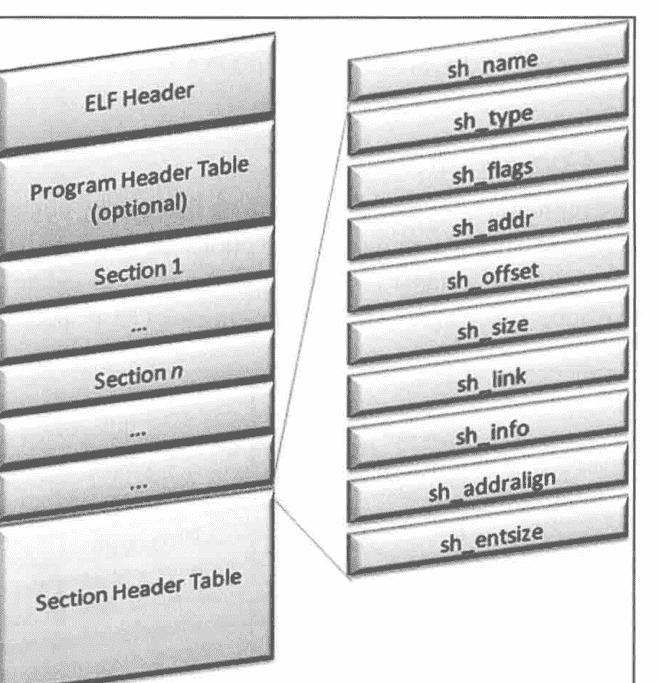 ELF Header
Program Header Table
(optional)
Section 1
...
Section n
...
...
Section Header Table
sh_name
sh_type
sh_flags
sh_addr
sh_offset
sh_size
sh_link
sh_info
sh_addralign
sh_entsize